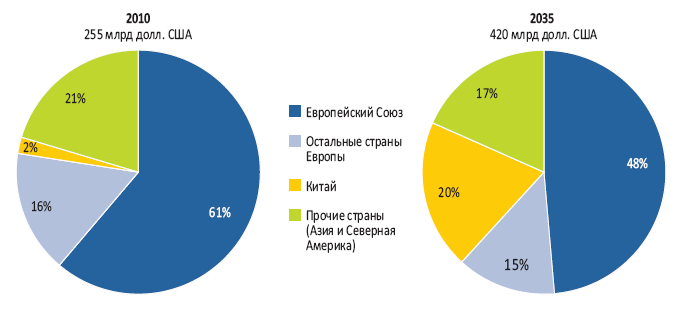 2010
255 млрд долл. США
21%
2%
16%
61%
Европейский Союз
Остальные страны
Европы
Китай
Прочие страны
(Азия и Северная
Америка)
2035
420 млрд долл. США
17%
20%
15%
48%